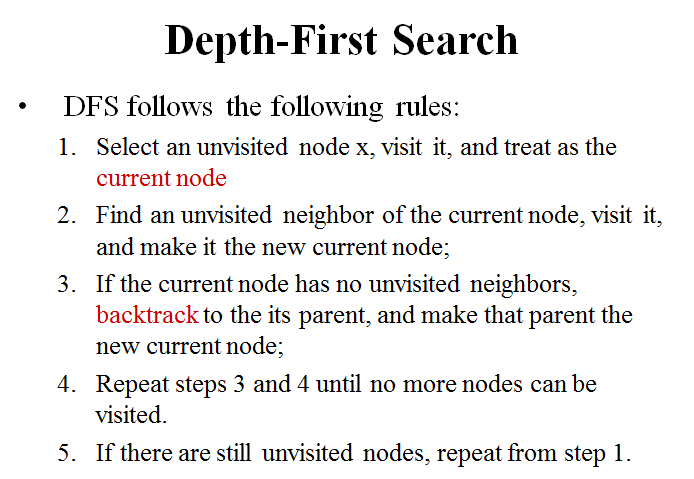 Depth-First Search
• DFS follows the following rules:
1. Select an unvisited node x, visit it, and treat as the
current node
2. Find an unvisited neighbor of the current node, visit it,
and make it the new current node;
3. If the current node has no unvisited neighbors,
backtrack to the its parent, and make that parent the
new current node;
4. Repeat steps 3 and 4 until no more nodes can be
visited.
5. If there are still unvisited nodes, repeat from step 1.